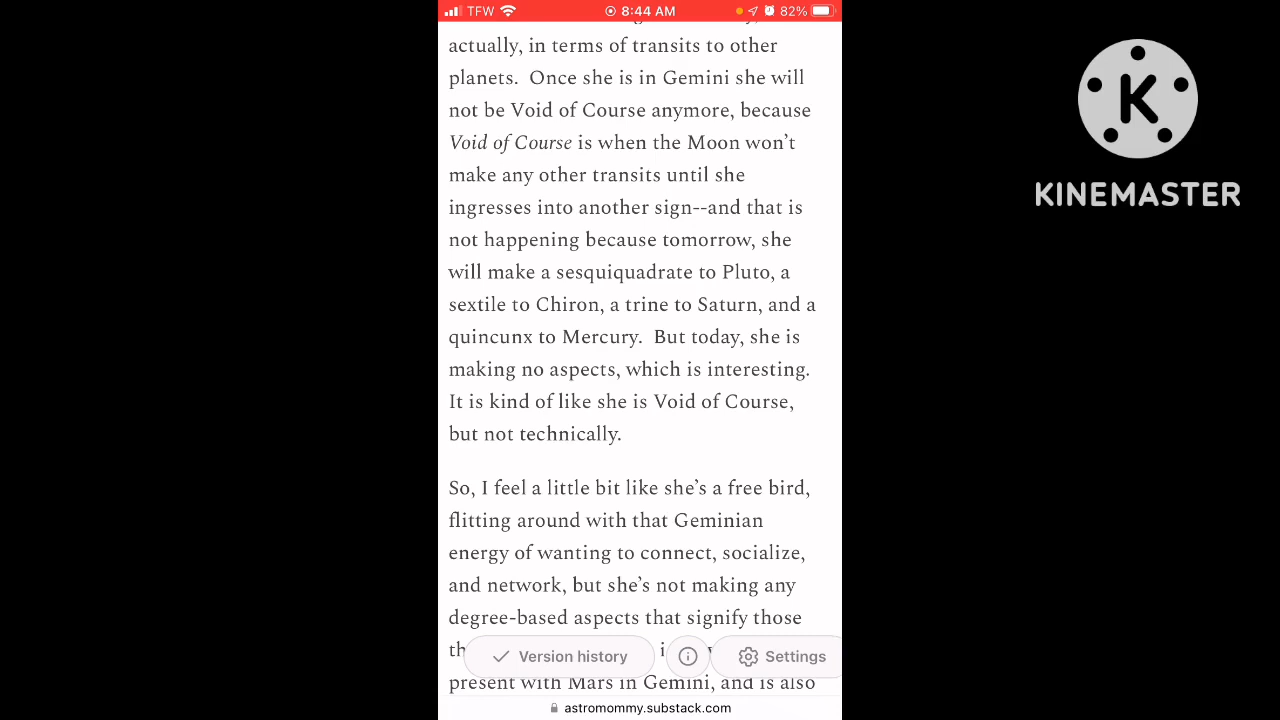 TFW 8:44 AM 82%
actually, in terms of transits to other
planets.  Once she is in Gemini she will
not be Void of Course anymore, because
Void of Course is when the Moon won’t
make any other transits until she
ingresses into another sign--and that is
not happening because tomorrow, she
will make a sesquiquadrate to Pluto, a
sextile to Chiron, a trine to Saturn, and a
quincunx to Mercury.  But today, she is
making no aspects, which is interesting.
It is kind of like she is Void of Course,
but not technically.
So, I feel a little bit like she’s a free bird,
flitting around with that Geminian
energy of wanting to connect, socialize,
and network, but she’s not making any
degree-based aspects that signify those
Version history
Settings
present with Mars in Gemini, and is also
astromommy.substack.com
K
KINEMASTER